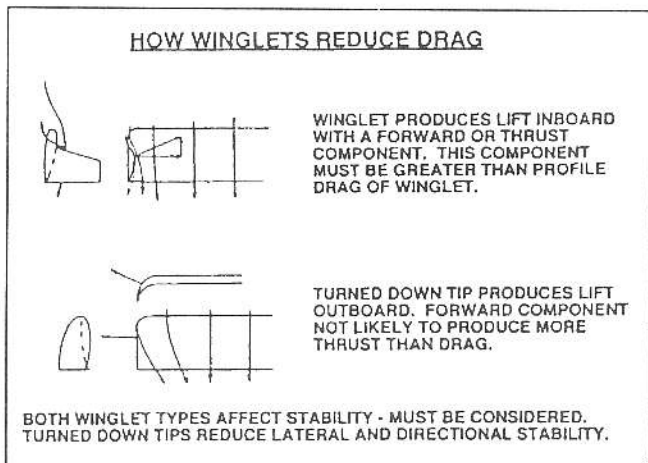 HOW WINGLETS REDUCE DRAG
WINGLET PRODUCES LIFT INBOARD
WITH A FORWARD OR THRUST
COMPONENT. THIS COMPONENT
MUST BE GREATER THAN PROFILE
DRAG OF WINGLET.
TURNED DOWN TIP PRODUCES LIFT
OUTBOARD. FORWARD COMPONENT
NOT LIKELY TO PRODUCE MORE
THRUST THAN DRAG.
BOTH WINGLET TYPES AFFECT STABILITY - MUST BE CONSIDERED.
TURNED DOWN TIPS REDUCE LATERAL AND DIRECTIONAL STABILITY.